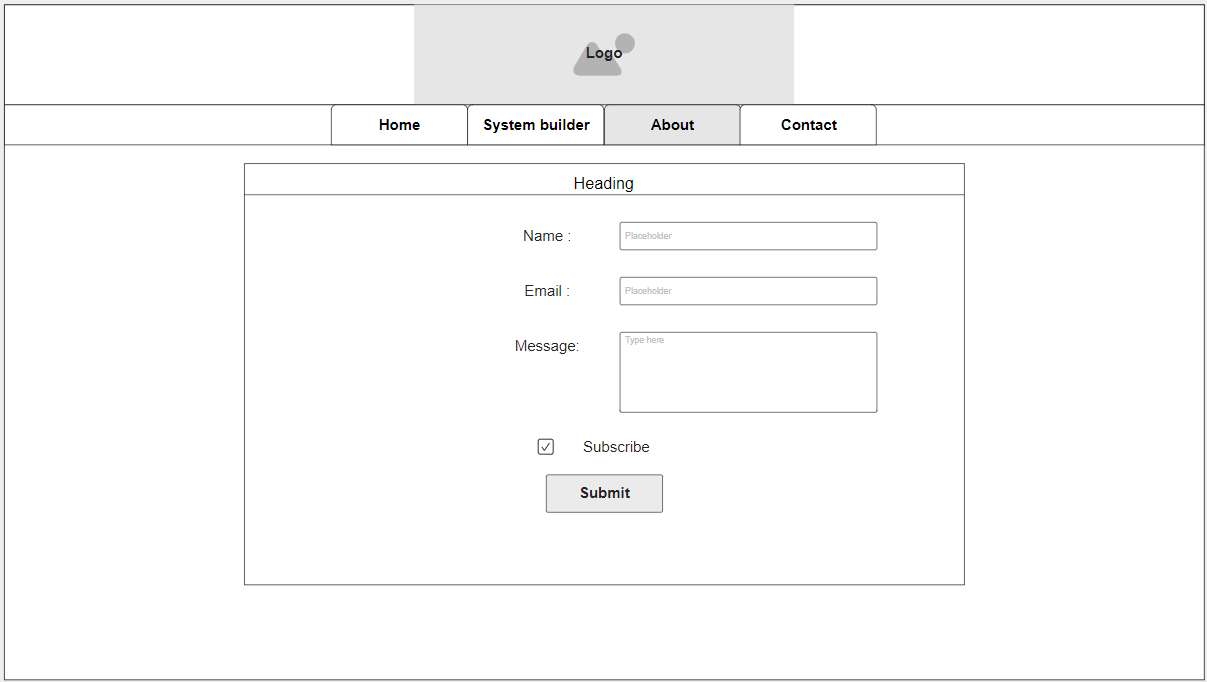 Logo
Home System builder About Contact
Heading
Name : Placeholder
Email : Placeholder
Message: Type here
Subscribe
Submit